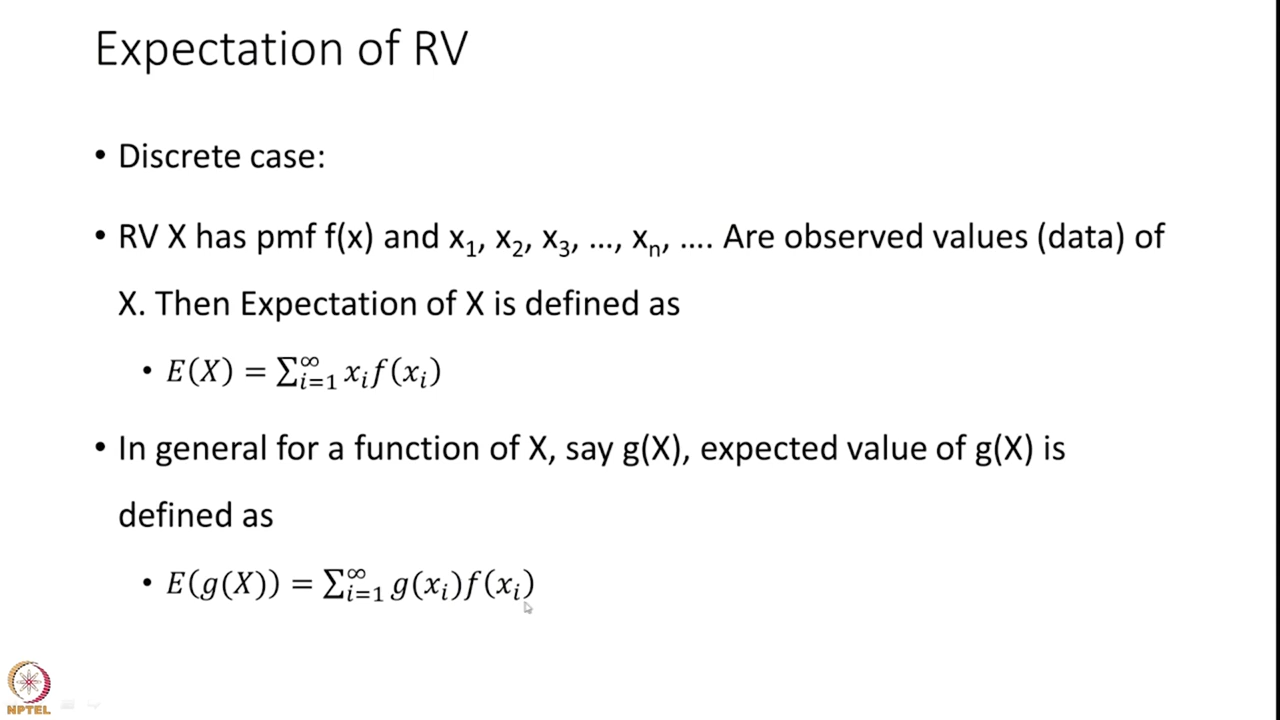 Expectation of RV
• Discrete case:
• RV X has pmf f(x) and x₁, x₂, x₃, …, xₙ, …. Are observed values (data) of
X. Then Expectation of X is defined as
• E(X) = ∑ᵢ₌₁^∞ xᵢf(xᵢ)
• In general for a function of X, say g(X), expected value of g(X) is
defined as
• E(g(X)) = ∑ᵢ₌₁^∞ g(xᵢ)f(xᵢ)
NPTEL